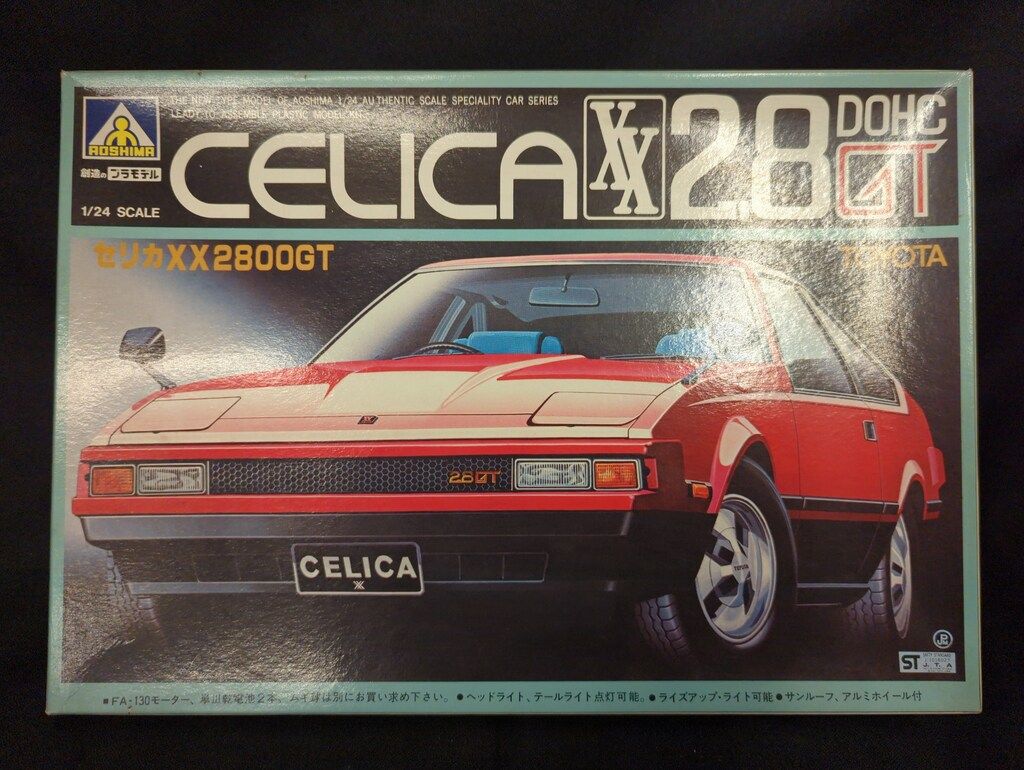 THE NEW TYPE MODEL OF AOSHIMA 1/24 AUTHENTIC SCALE SPECIALITY CAR SERIES
READY TO ASSEMBLE PLASTIC MODEL KIT
AOSHIMA
創造のプラモデル
1/24 SCALE
CELICA XX 2.8 DOHC GT
セリカXX2800GT
TOYOTA
2.8 GT
CELICA
XX
TOYOTA
JP
ST
J.T.A
■FA-130モーター、単三乾電池2本、ムギ球は別にお買い求め下さい。●ヘッドライト、テールライト点灯可能。●ライズアップ・ライト可能●サンルーフ、アルミホイール付